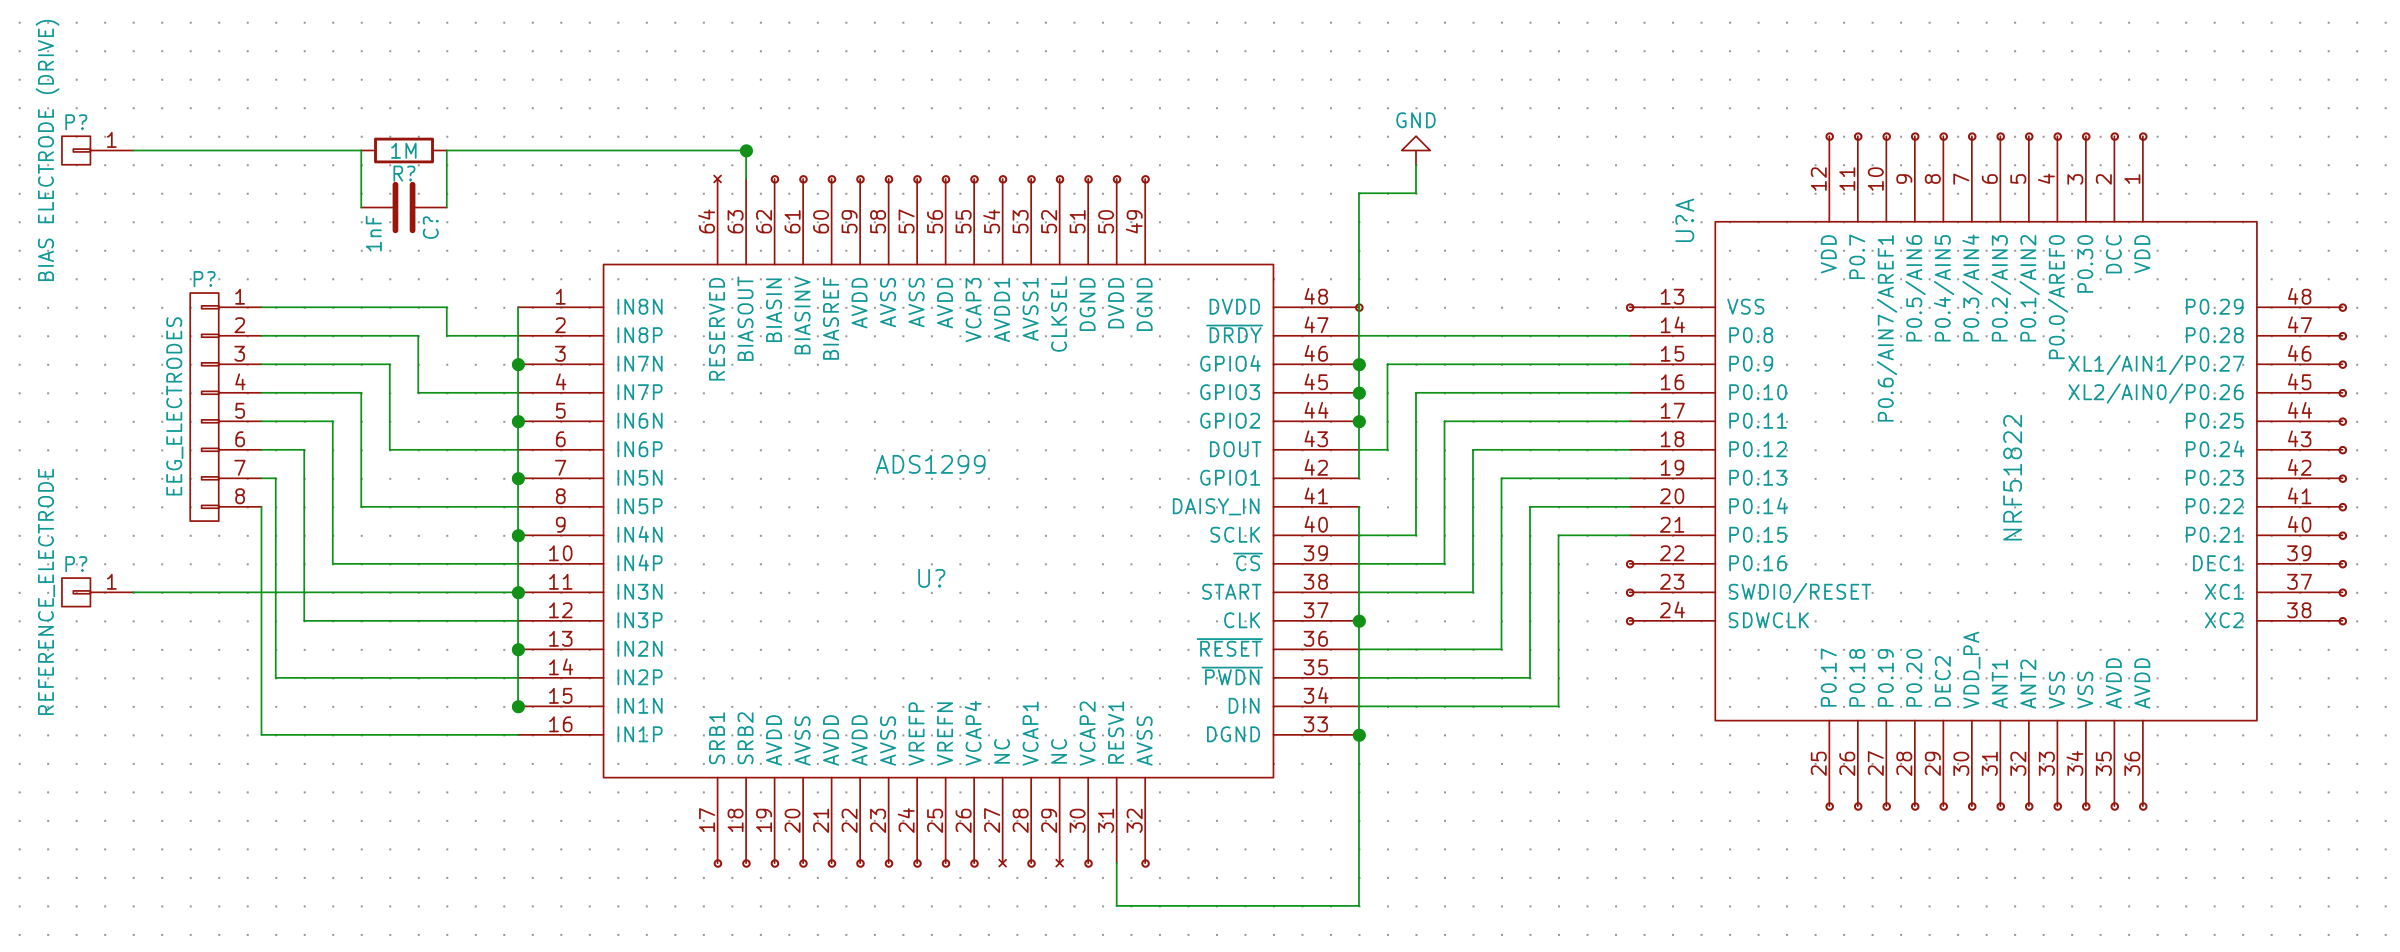 BIAS ELECTRODE (DRIVE)
P?
1
1M
R?
1nF
C?
P?
EEG_ELECTRODES
1
2
3
4
5
6
7
8
REFERENCE_ELECTRODE
P?
1
64
63
62
61
60
59
58
57
56
55
54
53
52
51
50
49
RESERVED
BIASOUT
BIASIN
BIASINV
BIASREF
AVDD
AVSS
AVSS
AVDD
VCAP3
AVDD1
AVSS1
CLKSEL
DGND
DVDD
DGND
1 IN8N
2 IN8P
3 IN7N
4 IN7P
5 IN6N
6 IN6P
7 IN5N
8 IN5P
9 IN4N
10 IN4P
11 IN3N
12 IN3P
13 IN2N
14 IN2P
15 IN1N
16 IN1P
ADS1299
U?
DVDD 48
DRDY 47
GPIO4 46
GPIO3 45
GPIO2 44
DOUT 43
GPIO1 42
DAISY_IN 41
SCLK 40
CS 39
START 38
CLK 37
RESET 36
PWDN 35
DIN 34
DGND 33
SRB1
SRB2
AVDD
AVSS
AVDD
AVDD
AVSS
VREFP
VREFN
VCAP4
NC
VCAP1
NC
VCAP2
RESV1
AVSS
17
18
19
20
21
22
23
24
25
26
27
28
29
30
31
32
GND
U?A
12
11
10
9
8
7
6
5
4
3
2
1
VDD
P0.7
P0.6/AIN7/AREF1
P0.5/AIN6
P0.4/AIN5
P0.3/AIN4
P0.2/AIN3
P0.1/AIN2
P0.0/AREF0
P0.30
DCC
VDD
13 VSS
14 P0.8
15 P0.9
16 P0.10
17 P0.11
18 P0.12
19 P0.13
20 P0.14
21 P0.15
22 P0.16
23 SWDIO/RESET
24 SDWCLK
NRF51822
P0.29 48
P0.28 47
XL1/AIN1/P0.27 46
XL2/AIN0/P0.26 45
P0.25 44
P0.24 43
P0.23 42
P0.22 41
P0.21 40
DEC1 39
XC1 37
XC2 38
P0.17
P0.18
P0.19
P0.20
DEC2
VDD_PA
ANT1
ANT2
VSS
VSS
AVDD
AVDD
25
26
27
28
29
30
31
32
33
34
35
36